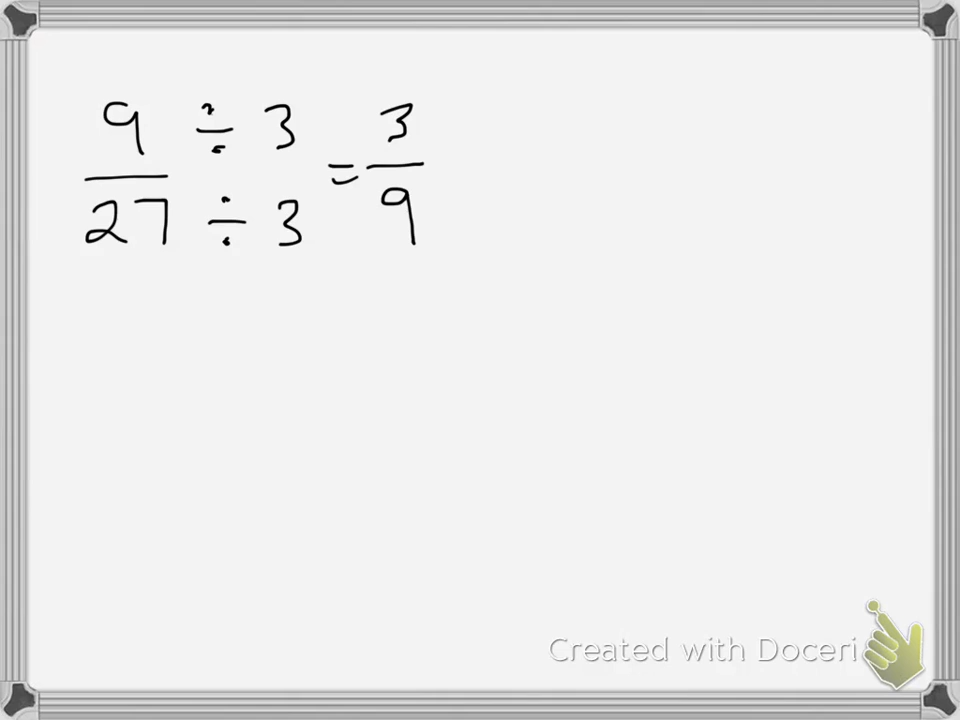 9 ÷ 3 = 3
27 ÷ 3 9
Created with Doceri